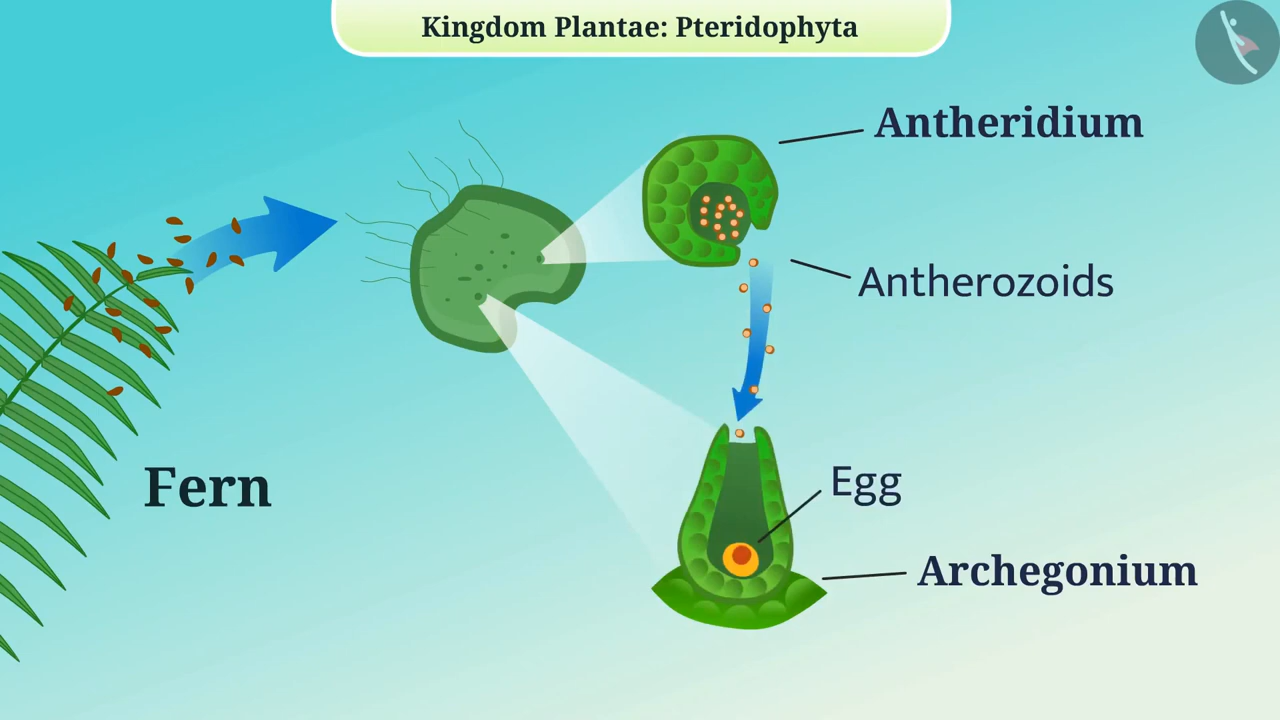 Kingdom Plantae: Pteridophyta
Antheridium
Antherozoids
Fern
Egg
Archegonium